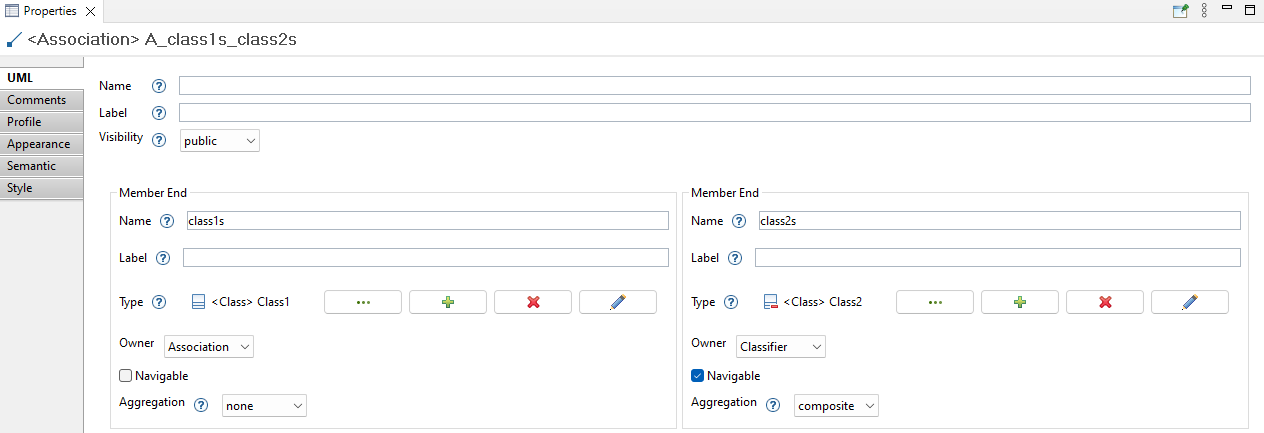 Properties
<Association> A_class1s_class2s
UML
Comments
Profile
Appearance
Semantic
Style
Name ?
Label ?
Visibility ? public
Member End
Name ? class1s
Label ?
Type ? <Class> Class1
Owner Association
Navigable
Aggregation ? none
Member End
Name ? class2s
Label ?
Type ? <Class> Class2
Owner Classifier
Navigable
Aggregation ? composite